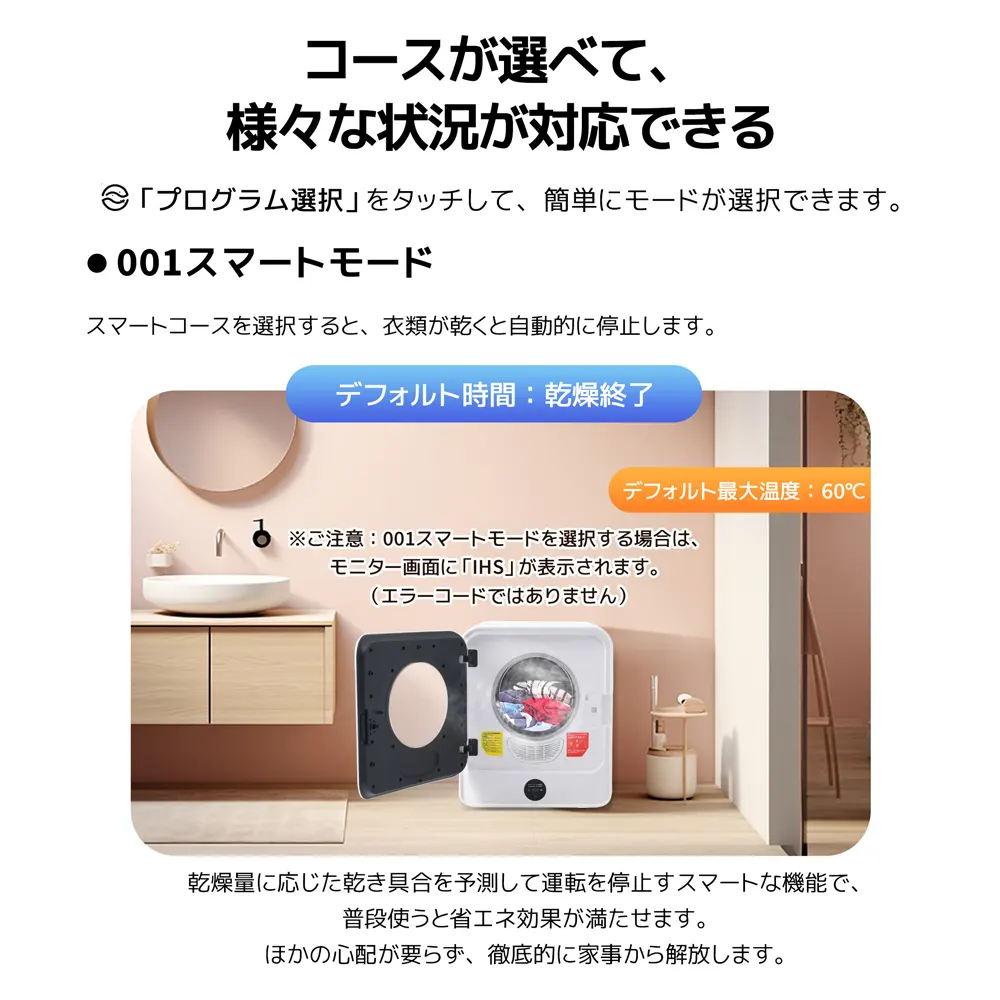 コースが選べて、
様々な状況が対応できる
「プログラム選択」をタッチして、簡単にモードが選択できます。
● 001スマートモード
スマートコースを選択すると、衣類が乾くと自動的に停止します。
デフォルト時間：乾燥終了
デフォルト最大温度：60℃
※ご注意：001スマートモードを選択する場合は、
モニター画面に「IHS」が表示されます。
（エラーコードではありません）
乾燥量に応じた乾き具合を予測して運転を停止すスマートな機能で、
普段使うと省エネ効果が満たせます。
ほかの心配が要らず、徹底的に家事から解放します。